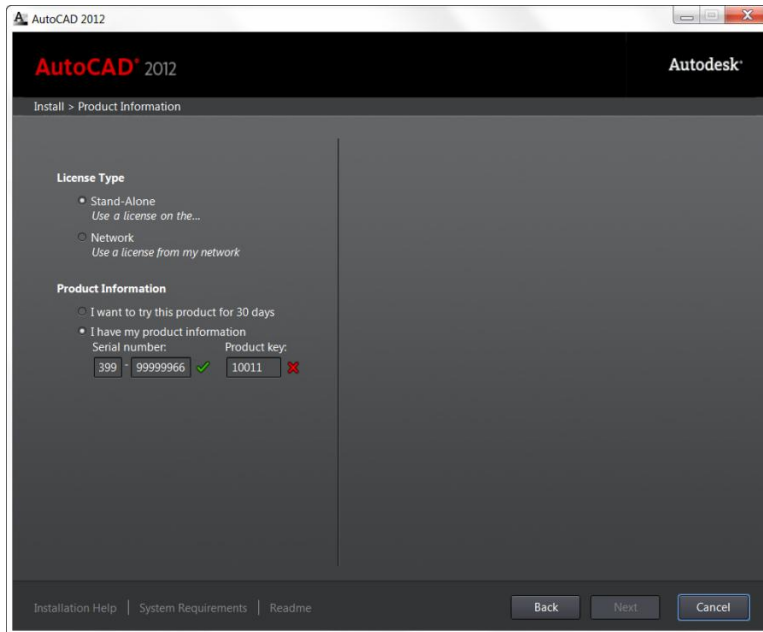 AutoCAD 2012
AutoCAD® 2012
Autodesk®
Install > Product Information
License Type
Stand-Alone
Use a license on the...
Network
Use a license from my network
Product Information
I want to try this product for 30 days
I have my product information
Serial number: Product key:
399 - 99999966 10011
Installation Help | System Requirements | Readme Back Next Cancel